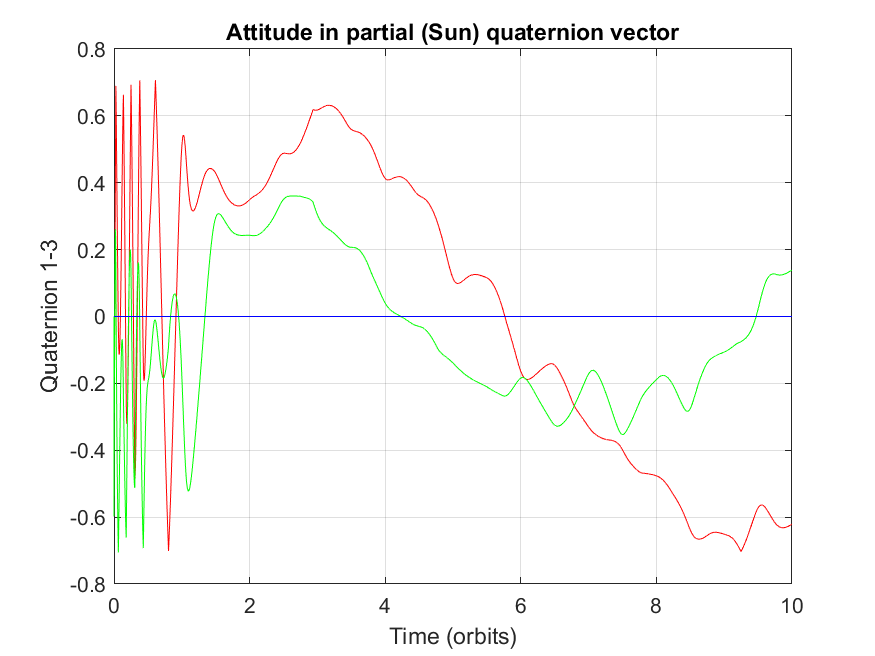 Attitude in partial (Sun) quaternion vector
0.8
0.6
0.4
0.2
0
-0.2
-0.4
-0.6
-0.8
Quaternion 1-3
0 2 4 6 8 10
Time (orbits)